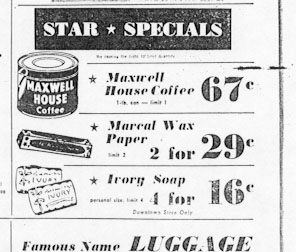 STAR ★ SPECIALS
We reserve the right to limit quantities
MAXWELL
HOUSE
Coffee
★ Maxwell
House Coffee 67c
1-lb. can — limit 1
★ Marcal Wax
Paper
limit 2 2 for 29c
IVORY
IVORY
★ Ivory Soap
personal size, limit 4 4 for 16c
Downtown Store Only
Famous Name LUGGAGE